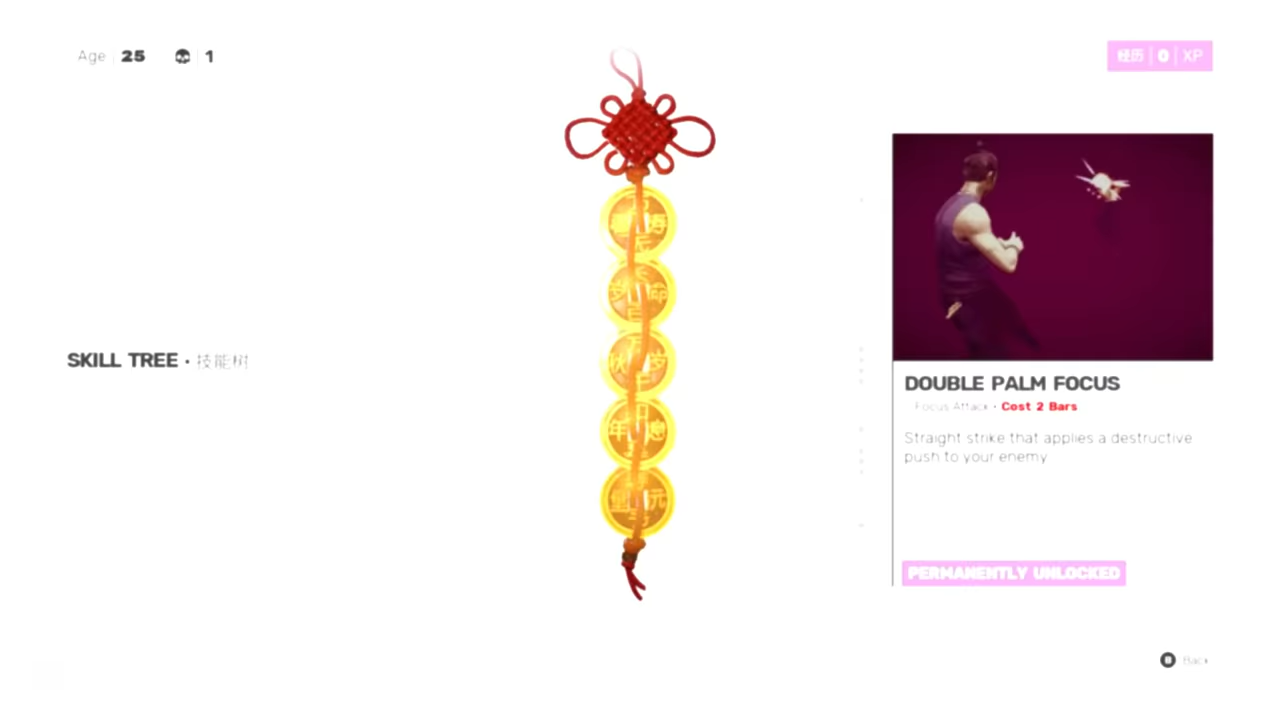 Age 25 1
经历 0 XP
SKILL TREE · 技能树
DOUBLE PALM FOCUS
Focus Attack · Cost 2 Bars
Straight strike that applies a destructive
push to your enemy
PERMANENTLY UNLOCKED
Back